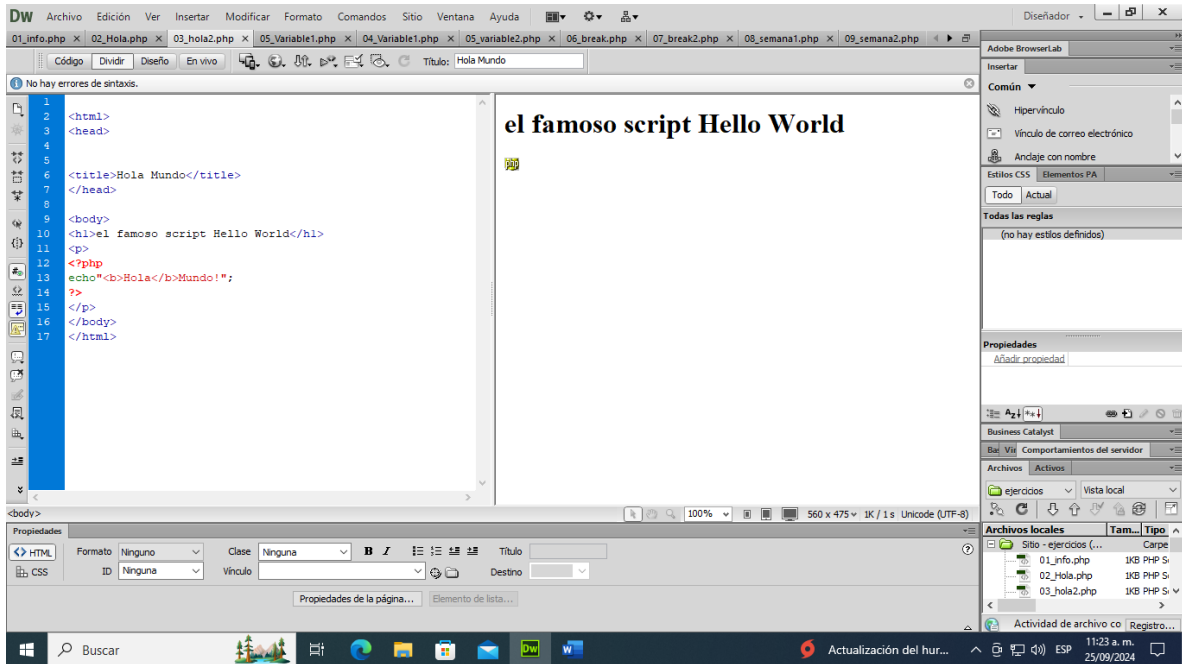 DW Archivo Edición Ver Insertar Modificar Formato Comandos Sitio Ventana Ayuda Diseñador
01_info.php 02_Hola.php 03_hola2.php 05_Variable1.php 04_Variable1.php 05_variable2.php 06_break.php 07_break2.php 08_semana1.php 09_semana2.php
Código Dividir Diseño En vivo Título: Hola Mundo
No hay errores de sintaxis.
1
2 <html>
3 <head>
4
5
6 <title>Hola Mundo</title>
7 </head>
8
9 <body>
10 <h1>el famoso script Hello World</h1>
11 <p>
12 <?php
13 echo"<b>Hola</b>Mundo!";
14 ?>
15 </p>
16 </body>
17 </html>
el famoso script Hello World
php
<body>
100% 560 x 475 1K / 1 s Unicode (UTF-8)
Adobe BrowserLab
Insertar
Común
Hipervínculo
Vínculo de correo electrónico
Anclaje con nombre
Estilos CSS Elementos PA
Todo Actual
Todas las reglas
(no hay estilos definidos)
Propiedades
Añadir propiedad
Business Catalyst
Ba: Vir Comportamientos del servidor
Archivos Activos
ejercicios Vista local
Archivos locales Tam... Tipo
Sitio - ejercicios (... Carpe
01_info.php 1KB PHP S
02_Hola.php 1KB PHP S
03_hola2.php 1KB PHP S
Actividad de archivo co Registro...
Propiedades
<> HTML Formato Ninguno Clase Ninguna B I Título
CSS ID Ninguna Vínculo Destino
Propiedades de la página... Elemento de lista...
Buscar Dw W Actualización del hur... ESP 11:23 a. m.
25/09/2024